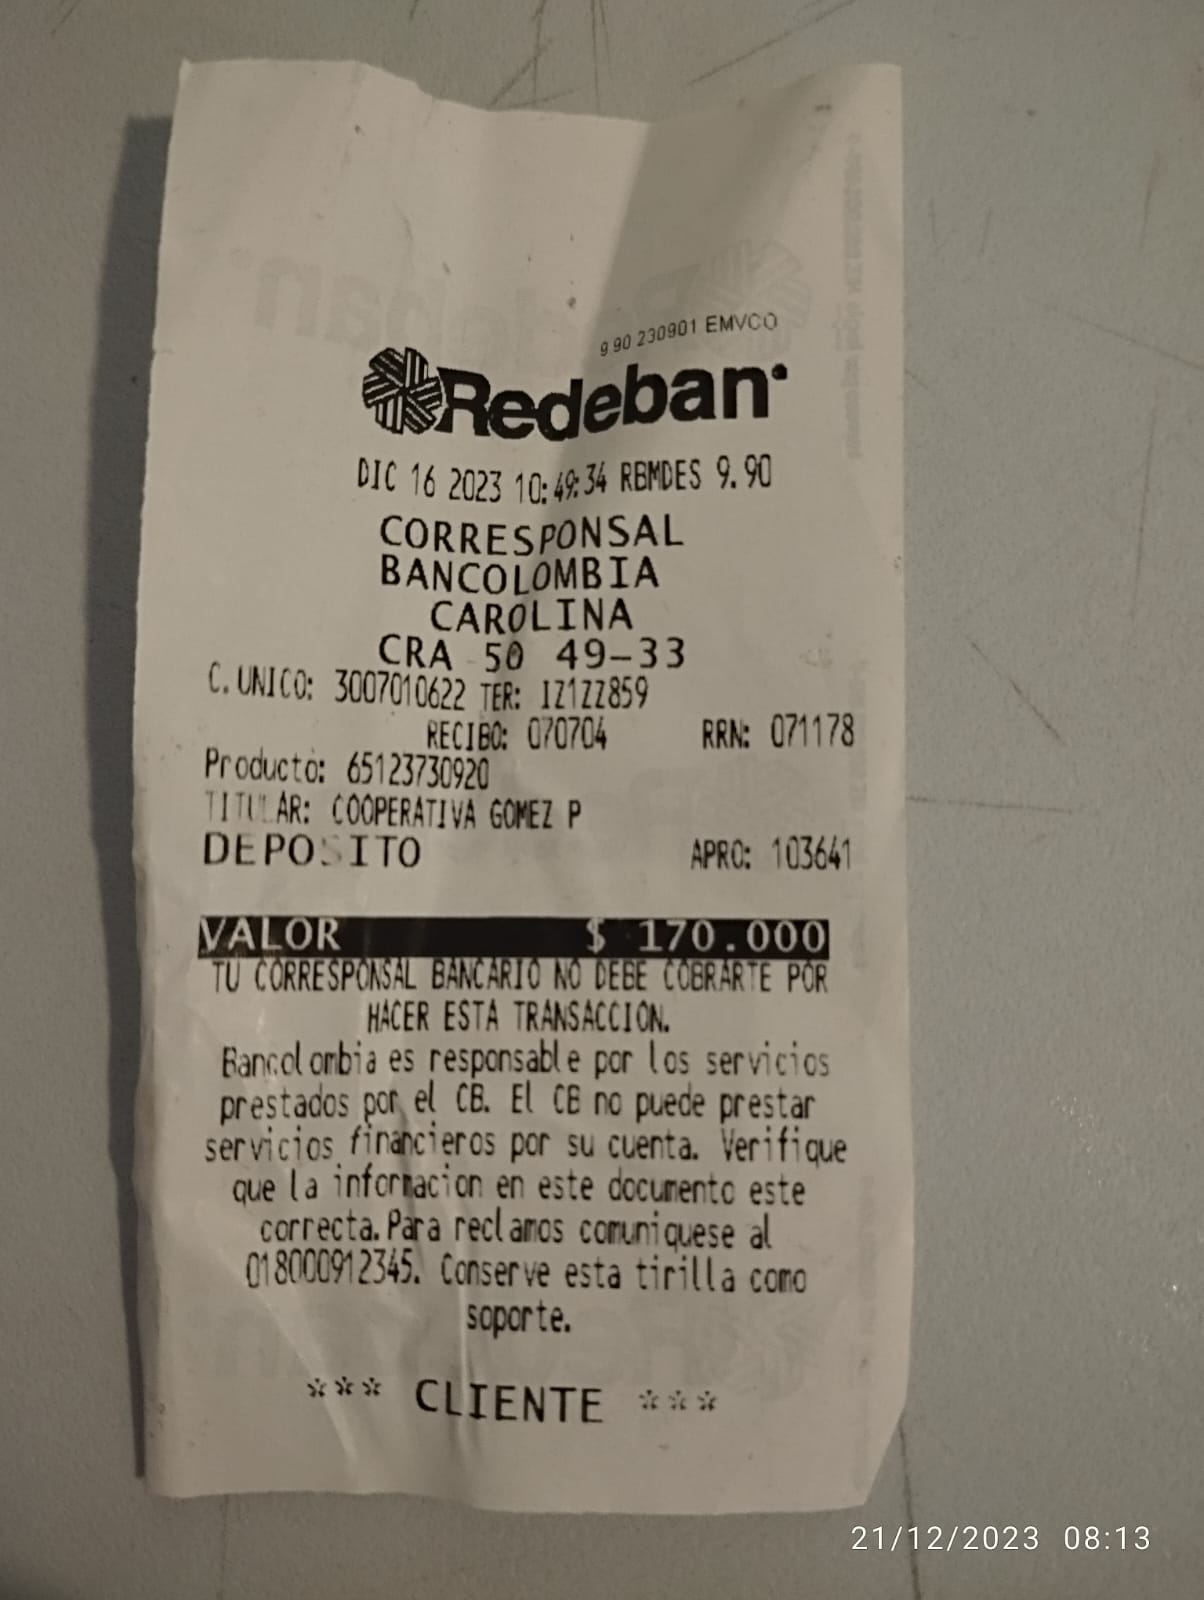 9.90 230901 EMVCO
Redeban
DIC 16 2023 10:49:34 RBMDES 9.90
CORRESPONSAL
BANCOLOMBIA
CAROLINA
CRA 50 49-33
C. UNICO: 3007010622 TER: IZ1ZZ859
RECIBO: 070704 RRN: 071178
Producto: 65123730920
TITULAR: COOPERATIVA GOMEZ P
DEPOSITO APRO: 103641
VALOR $ 170.000
TU CORRESPONSAL BANCARIO NO DEBE COBRARTE POR
HACER ESTA TRANSACCION.
Bancolombia es responsable por los servicios
prestados por el CB. El CB no puede prestar
servicios financieros por su cuenta. Verifique
que la informacion en este documento este
correcta. Para reclamos comuniquese al
018000912345. Conserve esta tirilla como
soporte.
*** CLIENTE ***
21/12/2023 08:13